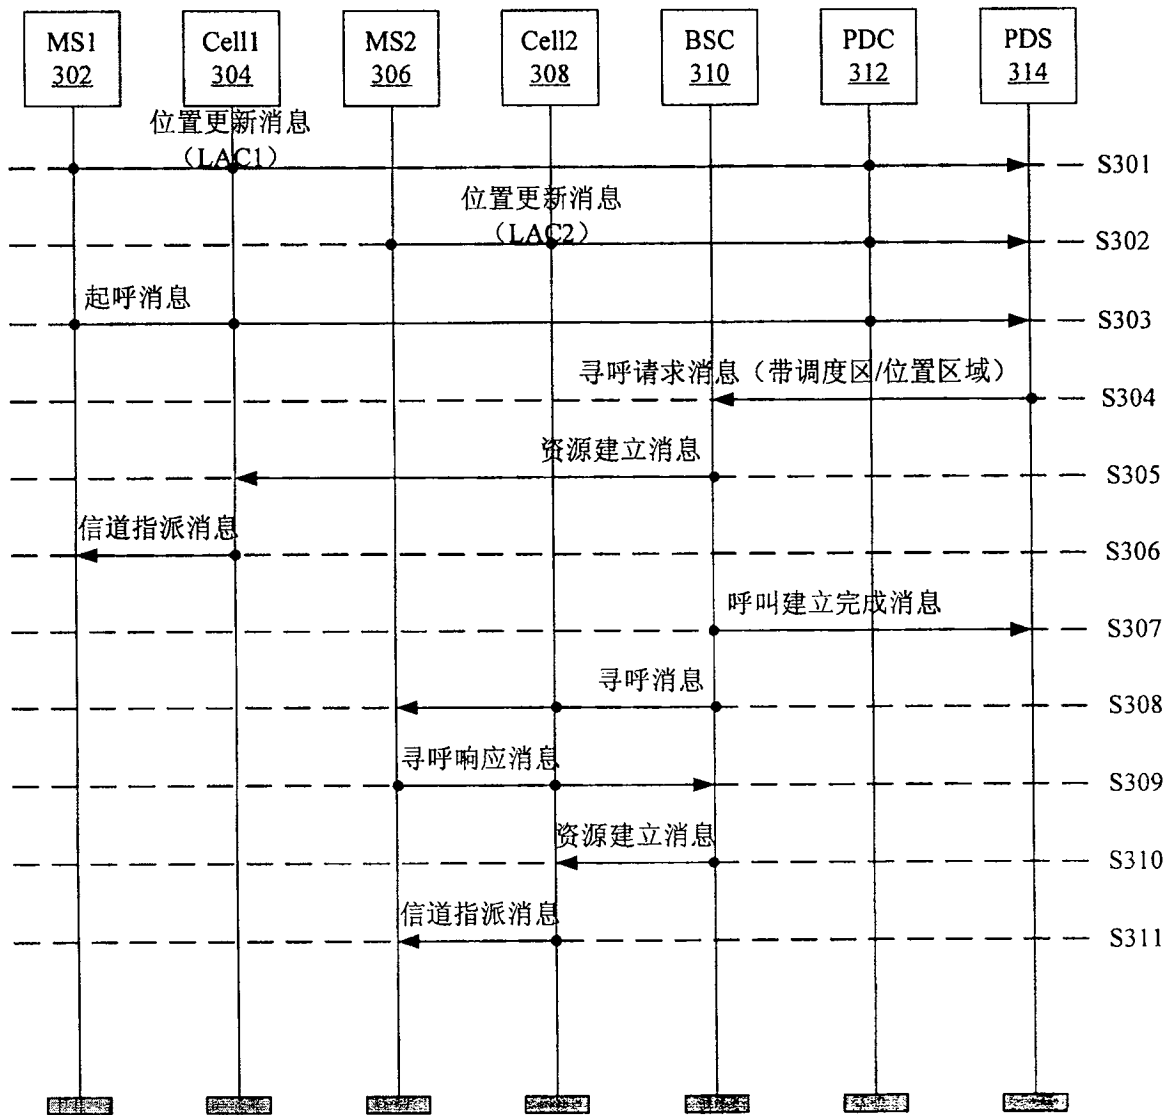 MS1
302
Cell1
304
MS2
306
Cell2
308
BSC
310
PDC
312
PDS
314
位置更新消息
（LAC1）
S301
位置更新消息
（LAC2）
S302
起呼消息
S303
寻呼请求消息（带调度区/位置区域）
S304
资源建立消息
S305
信道指派消息
S306
呼叫建立完成消息
S307
寻呼消息
S308
寻呼响应消息
S309
资源建立消息
S310
信道指派消息
S311